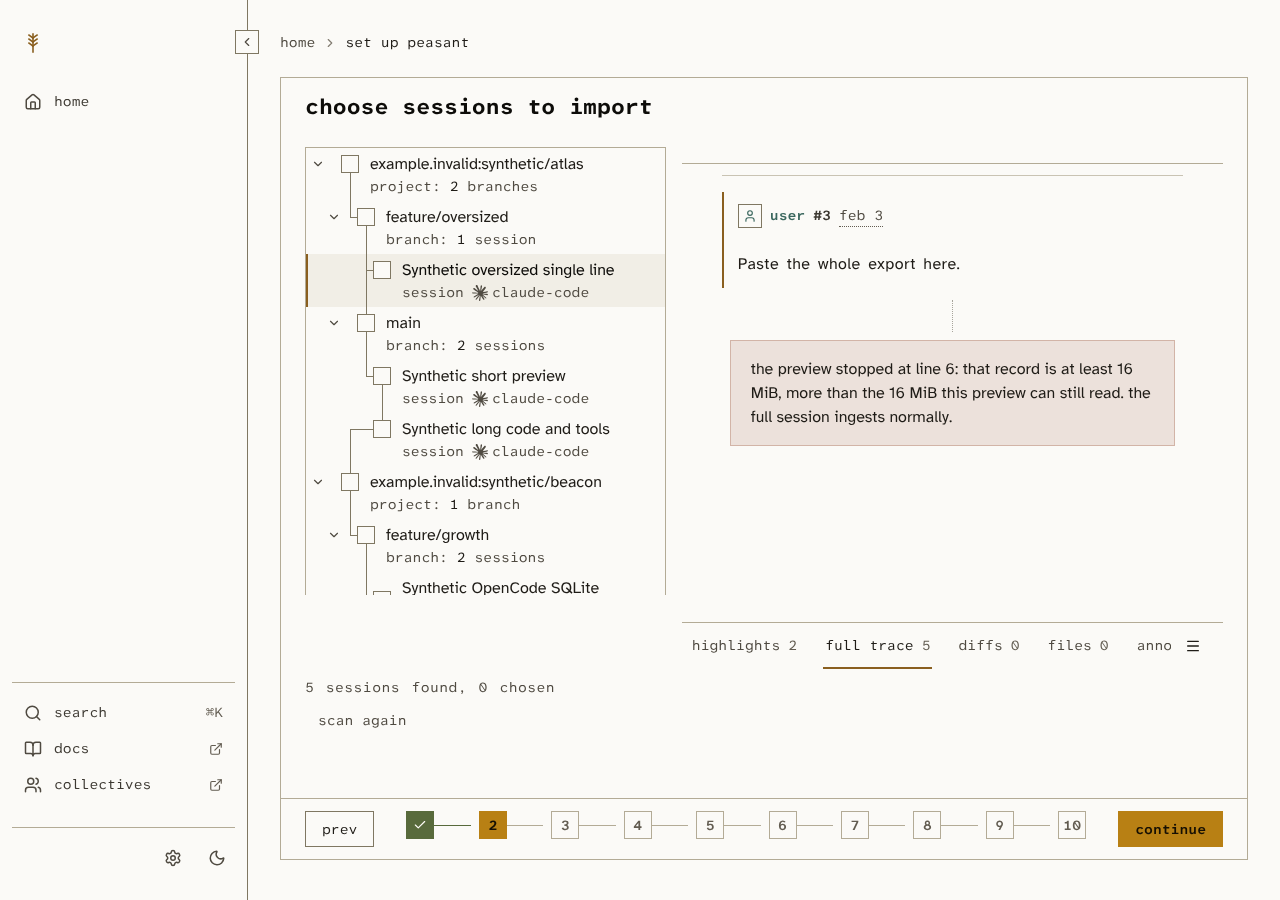 home
search ⌘K
docs
collectives
home > set up peasant
choose sessions to import
example.invalid:synthetic/atlas
project: 2 branches
feature/oversized
branch: 1 session
Synthetic oversized single line
session claude-code
main
branch: 2 sessions
Synthetic short preview
session claude-code
Synthetic long code and tools
session claude-code
example.invalid:synthetic/beacon
project: 1 branch
feature/growth
branch: 2 sessions
Synthetic OpenCode SQLite
user #3 feb 3
Paste the whole export here.
the preview stopped at line 6: that record is at least 16
MiB, more than the 16 MiB this preview can still read. the
full session ingests normally.
highlights 2 full trace 5 diffs 0 files 0 anno
5 sessions found, 0 chosen
scan again
prev 2 3 4 5 6 7 8 9 10 continue